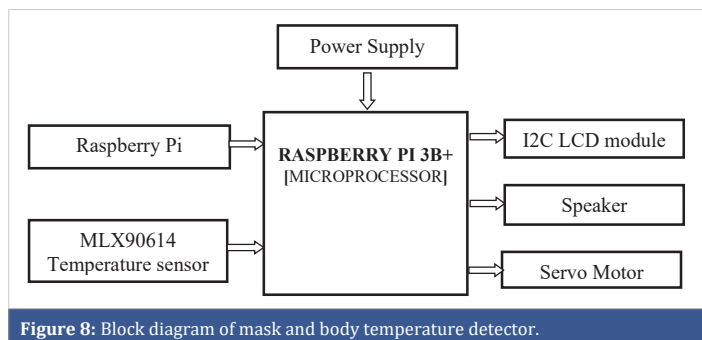 Power Supply
Raspberry Pi
RASPBERRY PI 3B+
[MICROPROCESSOR]
I2C LCD module
MLX90614
Temperature sensor
Speaker
Servo Motor
Figure 8: Block diagram of mask and body temperature detector.